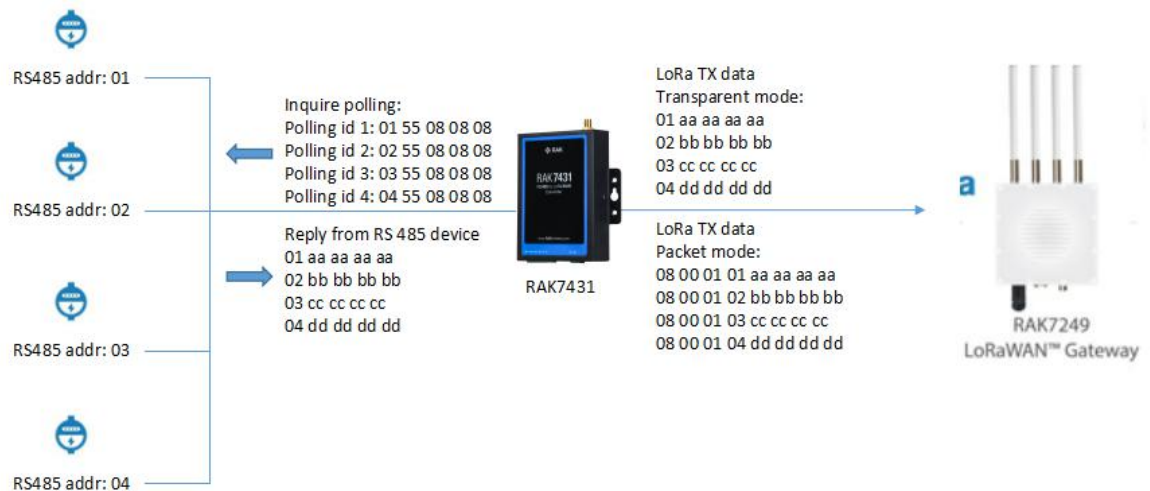 RS485 addr: 01
RS485 addr: 02
RS485 addr: 03
RS485 addr: 04
Inquire polling:
Polling id 1: 01 55 08 08 08
Polling id 2: 02 55 08 08 08
Polling id 3: 03 55 08 08 08
Polling id 4: 04 55 08 08 08
Reply from RS 485 device
01 aa aa aa aa
02 bb bb bb bb
03 cc cc cc cc
04 dd dd dd dd
RAK
RAK7431
RAK7431
LoRa TX data
Transparent mode:
01 aa aa aa aa
02 bb bb bb bb
03 cc cc cc cc
04 dd dd dd dd
LoRa TX data
Packet mode:
08 00 01 01 aa aa aa aa
08 00 01 02 bb bb bb bb
08 00 01 03 cc cc cc cc
08 00 01 04 dd dd dd dd
a
RAK7249
LoRaWAN™ Gateway